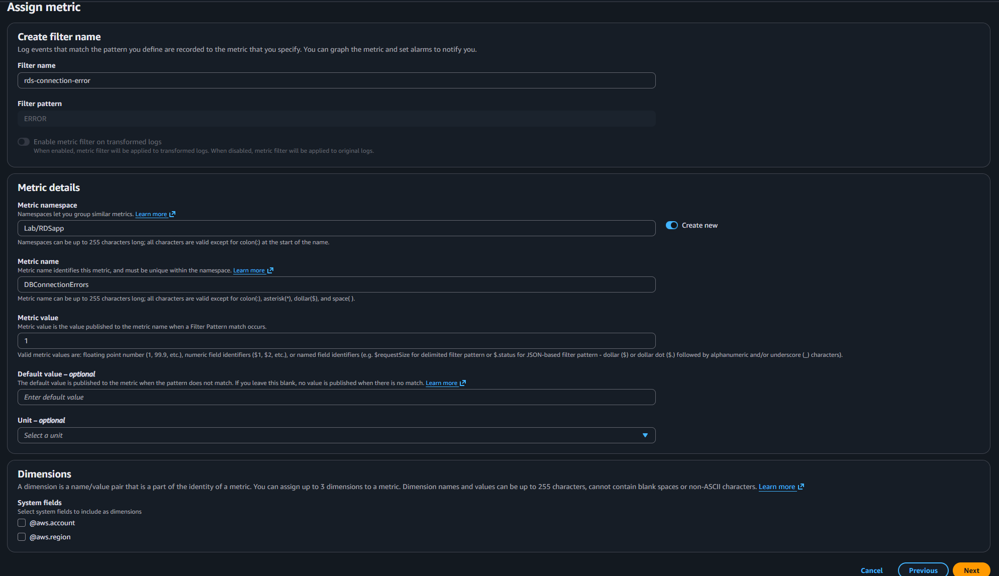 Assign metric
Create filter name
Log events that match the pattern you define are recorded to the metric that you specify. You can graph the metric and set alarms to notify you.
Filter name
rds-connection-error
Filter pattern
ERROR
Enable metric filter on transformed logs
When enabled, metric filter will be applied to transformed logs. When disabled, metric filter will be applied to original logs.
Metric details
Metric namespace
Namespaces let you group similar metrics. Learn more
Lab/RDSapp
Create new
Namespaces can be up to 255 characters long; all characters are valid except for colon(:) at the start of the name.
Metric name
Metric name identifies this metric, and must be unique within the namespace. Learn more
DBConnectionErrors
Metric name can be up to 255 characters long; all characters are valid except for colon(:), asterisk(*), dollar($), and space( ).
Metric value
Metric value is the value published to the metric name when a Filter Pattern match occurs.
1
Valid metric values are: floating point number (1, 99.9, etc.), numeric field identifiers ($1, $2, etc.), or named field identifiers (e.g. $requestSize for delimited filter pattern or $.status for JSON-based filter pattern - dollar ($) or dollar dot ($.) followed by alphanumeric and/or underscore (_) characters).
Default value – optional
The default value is published to the metric when the pattern does not match. If you leave this blank, no value is published when there is no match. Learn more
Enter default value
Unit – optional
Select a unit
Dimensions
A dimension is a name/value pair that is a part of the identity of a metric. You can assign up to 3 dimensions to a metric. Dimension names and values can be up to 255 characters, cannot contain blank spaces or non-ASCII characters. Learn more
System fields
Select system fields to include as dimensions
@aws.account
@aws.region
Cancel
Previous
Next